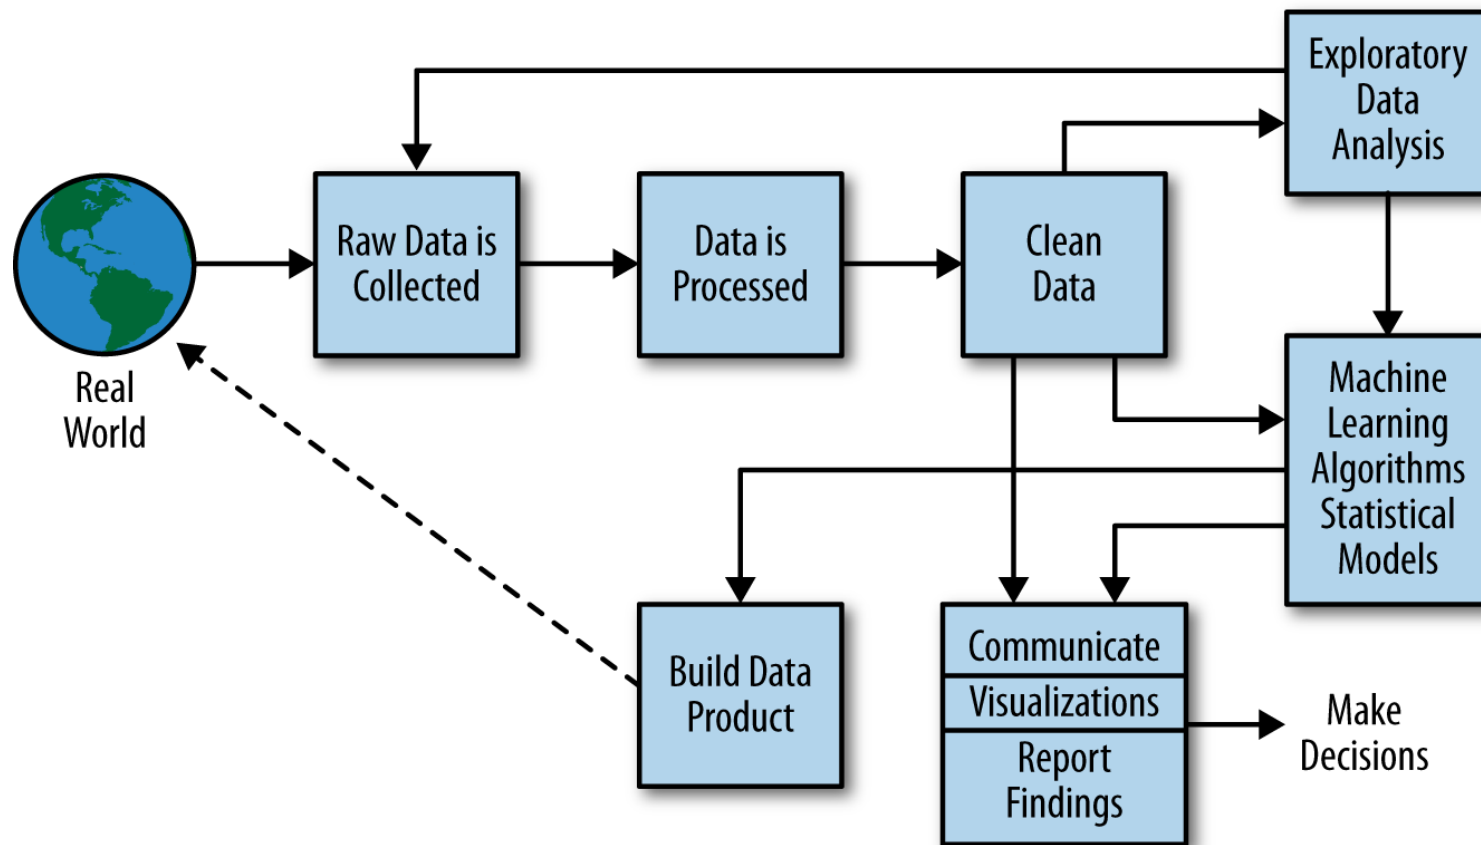 Exploratory
Data
Analysis
Raw Data is
Collected
Data is
Processed
Clean
Data
Real
World
Machine
Learning
Algorithms
Statistical
Models
Build Data
Product
Communicate
Visualizations
Report
Findings
Make
Decisions